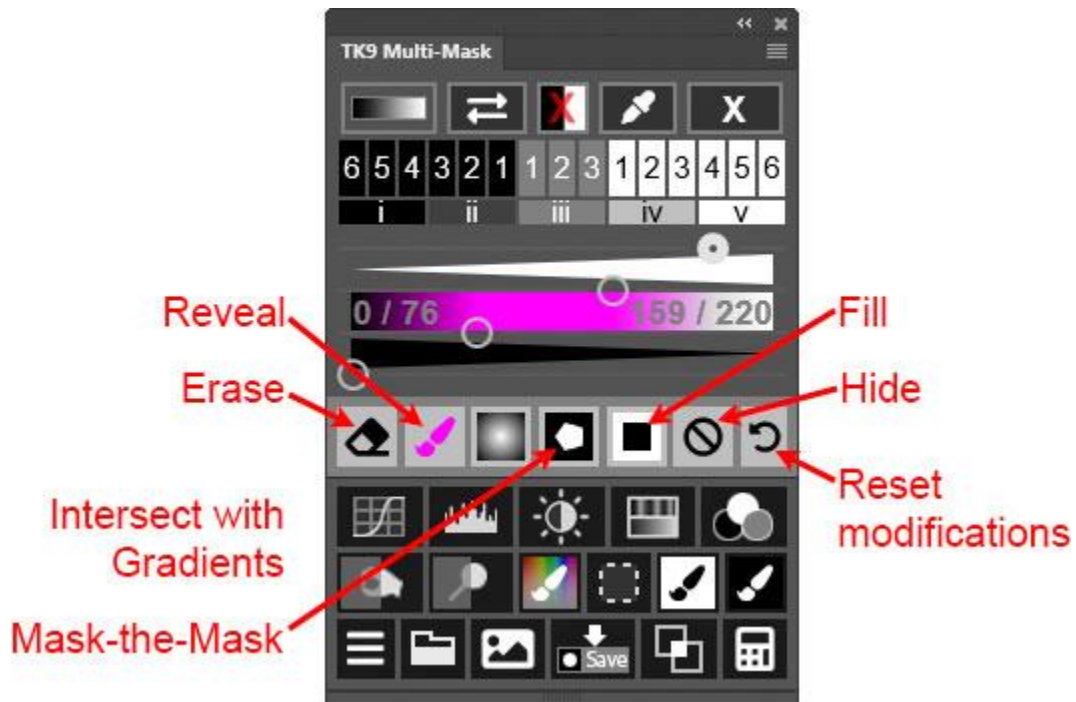 TK9 Multi-Mask
X X
6 5 4 3 2 1 1 2 3 1 2 3 4 5 6
i ii iii iv v
0 / 76 159 / 220
Reveal
Fill
Erase
Hide
Reset
modifications
Intersect with
Gradients
Mask-the-Mask
Save